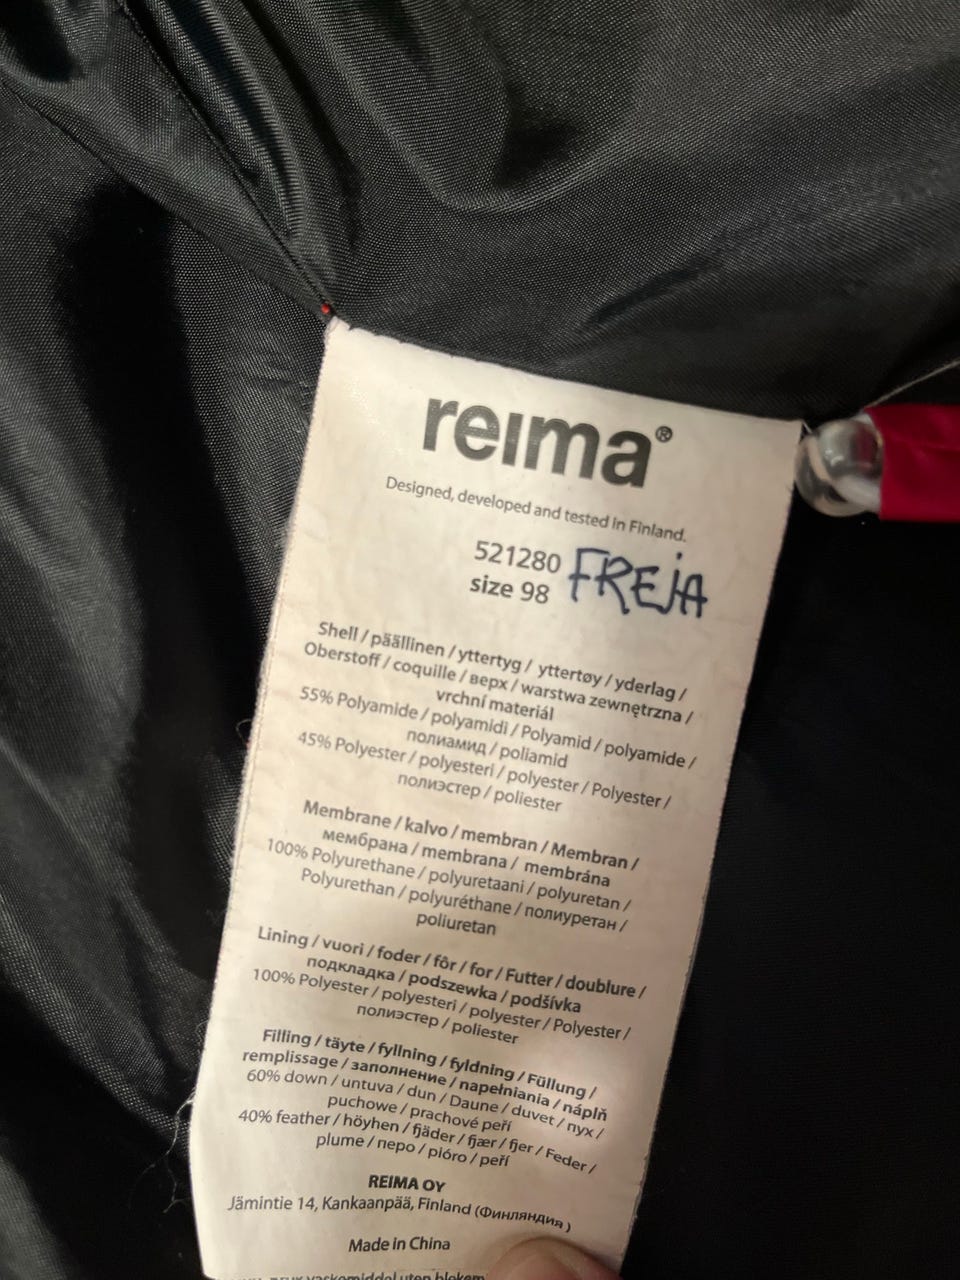 reima®
Designed, developed and tested in Finland.
521280 FREJA
size 98
Shell / päällinen / yttertyg / yttertøy / yderlag /
Oberstoff / coquille / верх / warstwa zewnętrzna /
vrchní materiál
55% Polyamide / polyamidi / Polyamid / polyamide /
полиамид / poliamid
45% Polyester / polyesteri / polyester / Polyester /
полиэстер / poliester
Membrane / kalvo / membran / Membran /
мембрана / membrana / membrána
100% Polyurethane / polyuretaani / polyuretan /
Polyurethan / polyuréthane / полиуретан /
poliuretan
Lining / vuori / foder / fôr / for / Futter / doublure /
подкладка / podszewka / podšívka
100% Polyester / polyesteri / polyester / Polyester /
полиэстер / poliester
Filling / täyte / fyllning / fyldning / Füllung /
remplissage / заполнение / napełniania / náplň
60% down / untuva / dun / Daune / duvet / пух /
puchowe / prachové peří
40% feather / höyhen / fjäder / fjær / fjer / Feder /
plume / перо / pióro / peří
REIMA OY
Jämintie 14, Kankaanpää, Finland (Финляндия)
Made in China
vaskemiddel uten blekem